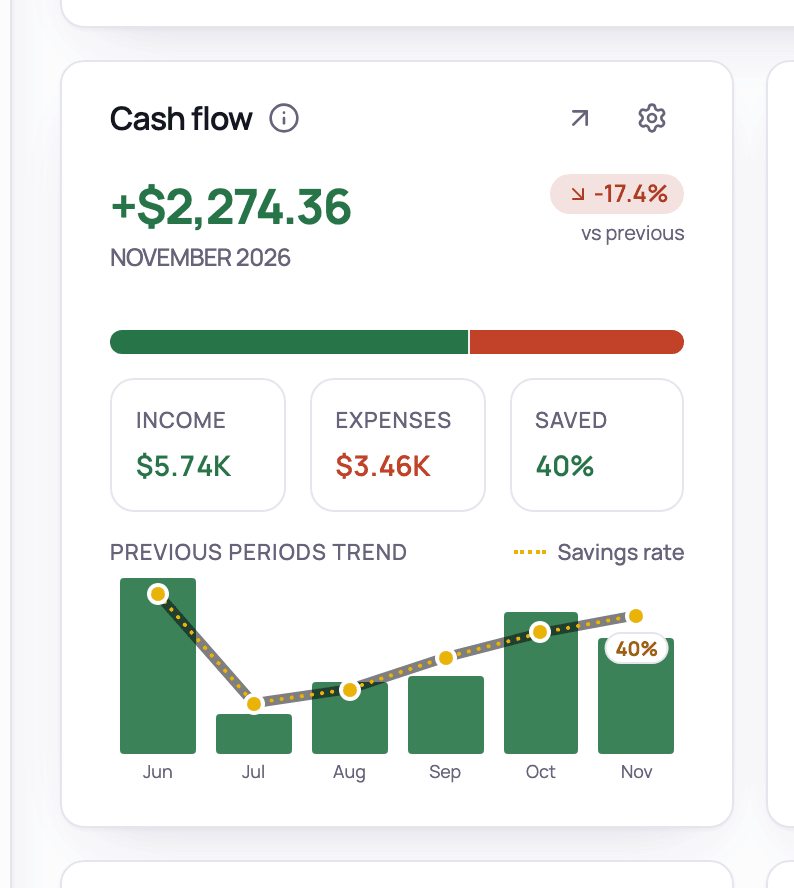 Cash flow
+$2,274.36
-17.4%
vs previous
NOVEMBER 2026
INCOME
$5.74K
EXPENSES
$3.46K
SAVED
40%
PREVIOUS PERIODS TREND
Savings rate
40%
Jun Jul Aug Sep Oct Nov